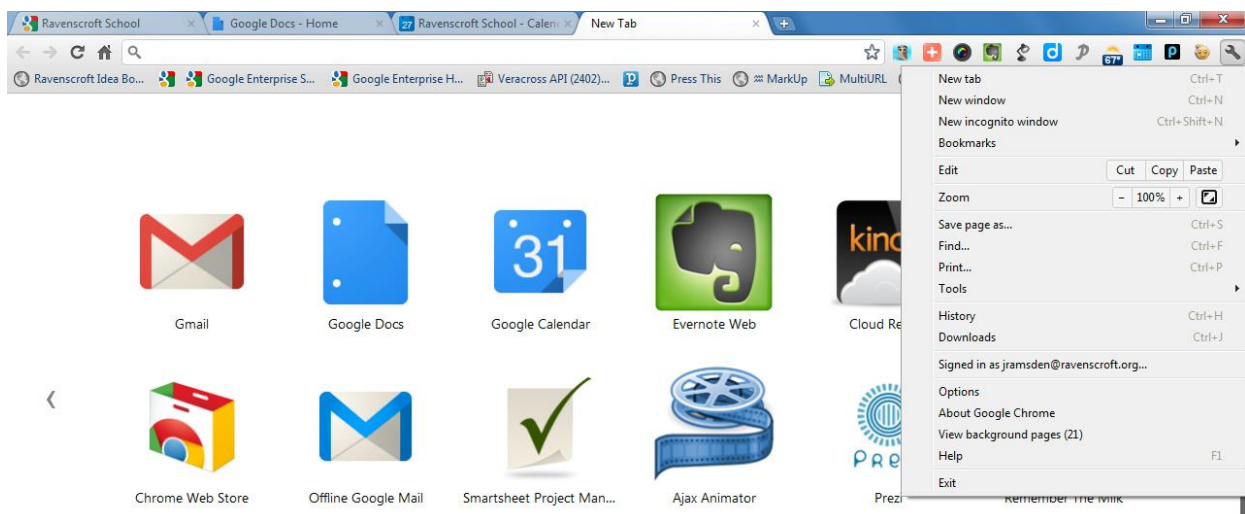 Ravenscroft School
Google Docs - Home
27 Ravenscroft School - Calen
New Tab
67°
Ravenscroft Idea Bo...
Google Enterprise S...
Google Enterprise H...
Veracross API (2402)...
Press This
MarkUp
MultiURL
New tab Ctrl+T
New window Ctrl+N
New incognito window Ctrl+Shift+N
Bookmarks
Edit Cut Copy Paste
Zoom - 100% +
Save page as... Ctrl+S
Find... Ctrl+F
Print... Ctrl+P
Tools
History Ctrl+H
Downloads Ctrl+J
Signed in as jramsden@ravenscroft.org...
Options
About Google Chrome
View background pages (21)
Help F1
Exit
31
kind
Gmail
Google Docs
Google Calendar
Evernote Web
Cloud Re
PRe
Chrome Web Store
Offline Google Mail
Smartsheet Project Man...
Ajax Animator
Prezi
Remember The Milk